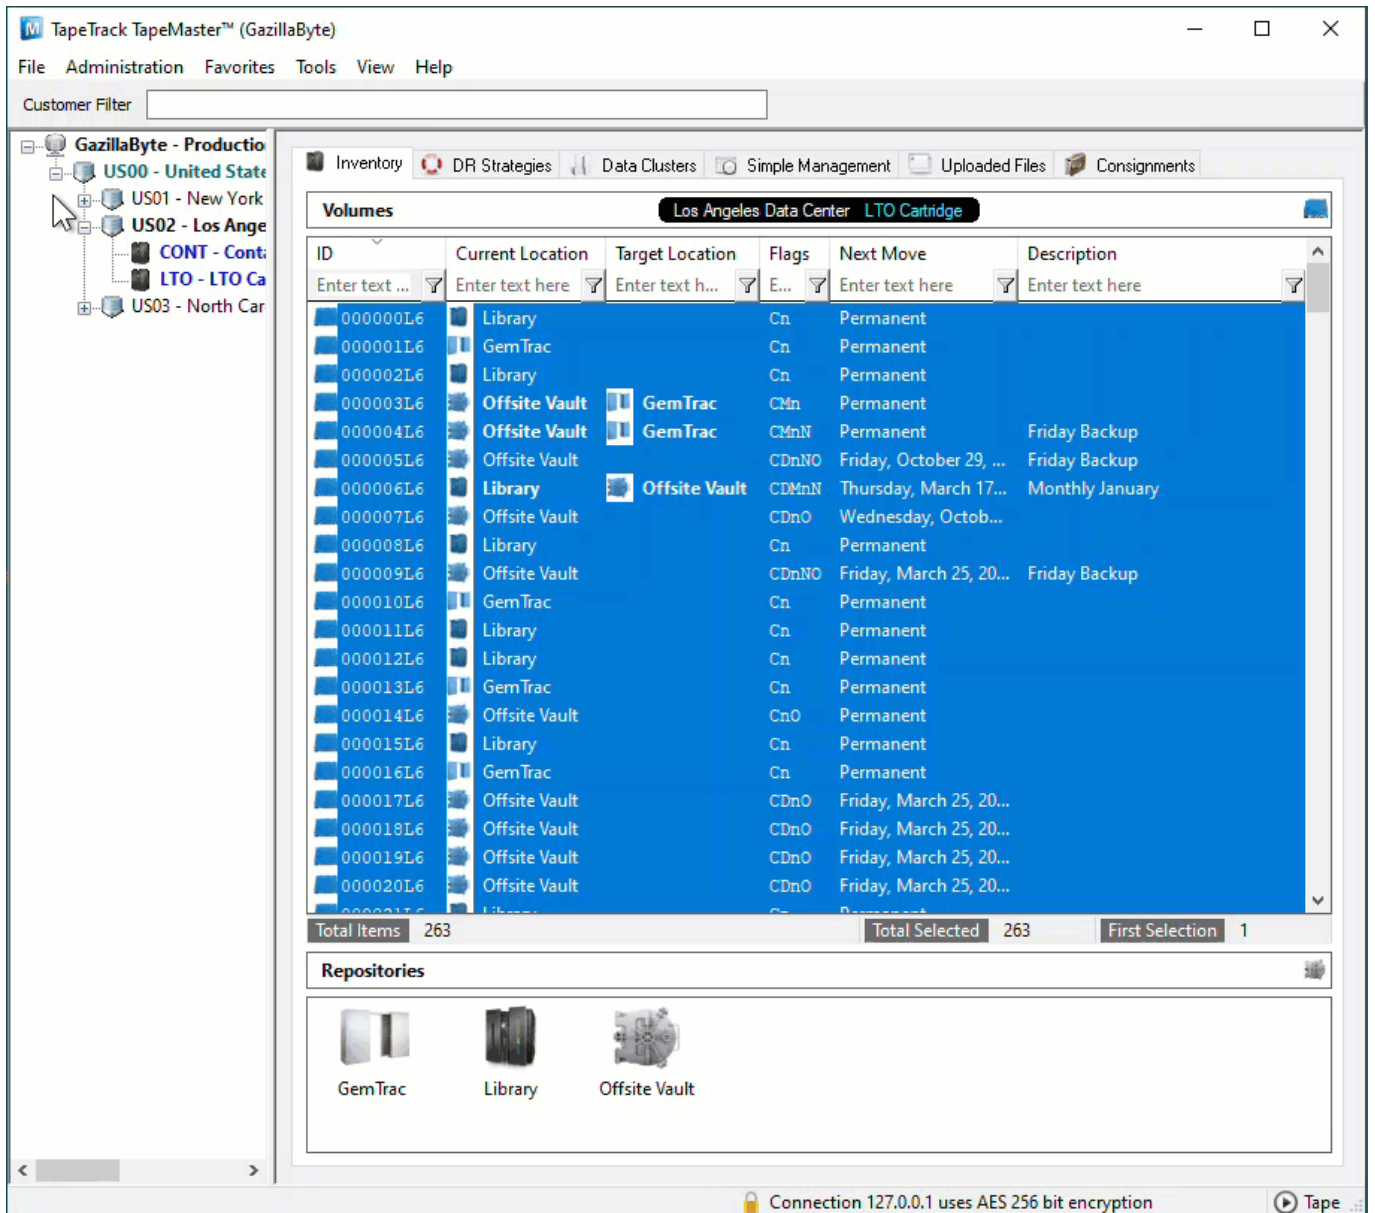 TapeTrack TapeMaster™ (GazillaByte)
File Administration Favorites Tools View Help
Customer Filter
GazillaByte - Productio
US00 - United State
US01 - New York
US02 - Los Ange
CONT - Conta
LTO - LTO Ca
US03 - North Car
Inventory DR Strategies Data Clusters Simple Management Uploaded Files Consignments
Volumes Los Angeles Data Center LTO Cartridge
ID Current Location Target Location Flags Next Move Description
Enter text ... Enter text here Enter text h... E... Enter text here Enter text here
000000L6 Library Cn Permanent
000001L6 GemTrac Cn Permanent
000002L6 Library Cn Permanent
000003L6 Offsite Vault GemTrac CMn Permanent
000004L6 Offsite Vault GemTrac CMnN Permanent Friday Backup
000005L6 Offsite Vault CDnNO Friday, October 29, ... Friday Backup
000006L6 Library Offsite Vault CDMnN Thursday, March 17... Monthly January
000007L6 Offsite Vault CDnO Wednesday, Octob...
000008L6 Library Cn Permanent
000009L6 Offsite Vault CDnNO Friday, March 25, 20... Friday Backup
000010L6 GemTrac Cn Permanent
000011L6 Library Cn Permanent
000012L6 Library Cn Permanent
000013L6 GemTrac Cn Permanent
000014L6 Offsite Vault CnO Permanent
000015L6 Library Cn Permanent
000016L6 GemTrac Cn Permanent
000017L6 Offsite Vault CDnO Friday, March 25, 20...
000018L6 Offsite Vault CDnO Friday, March 25, 20...
000019L6 Offsite Vault CDnO Friday, March 25, 20...
000020L6 Offsite Vault CDnO Friday, March 25, 20...
Total Items 263 Total Selected 263 First Selection 1
Repositories
GemTrac Library Offsite Vault
Connection 127.0.0.1 uses AES 256 bit encryption Tape